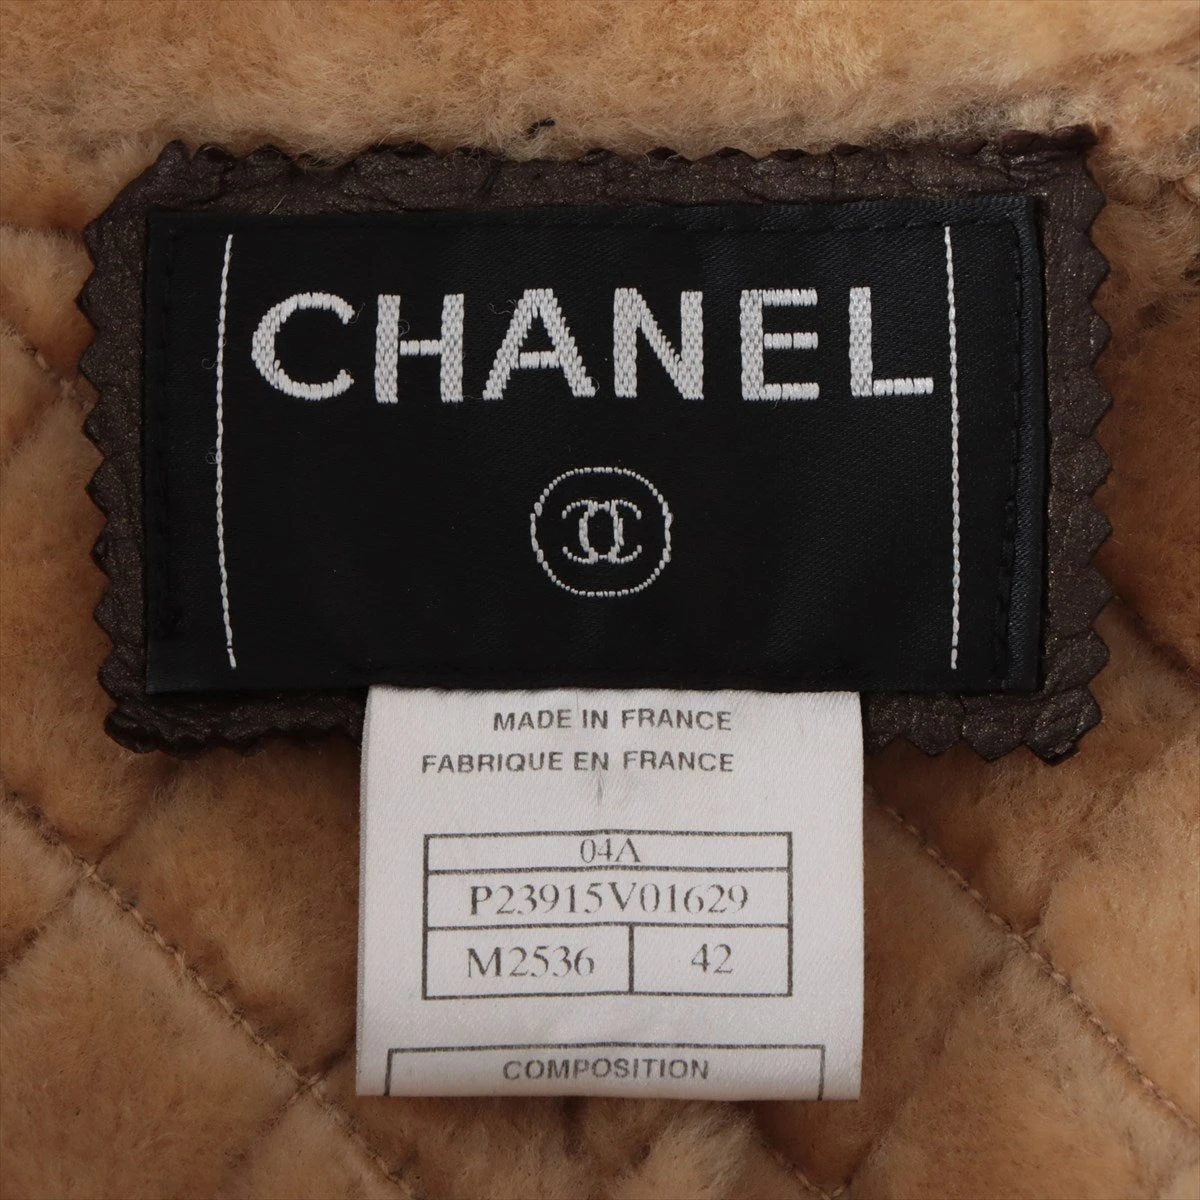 CHANEL
MADE IN FRANCE
FABRIQUE EN FRANCE
04A
P23915V01629
M2536 42
COMPOSITION